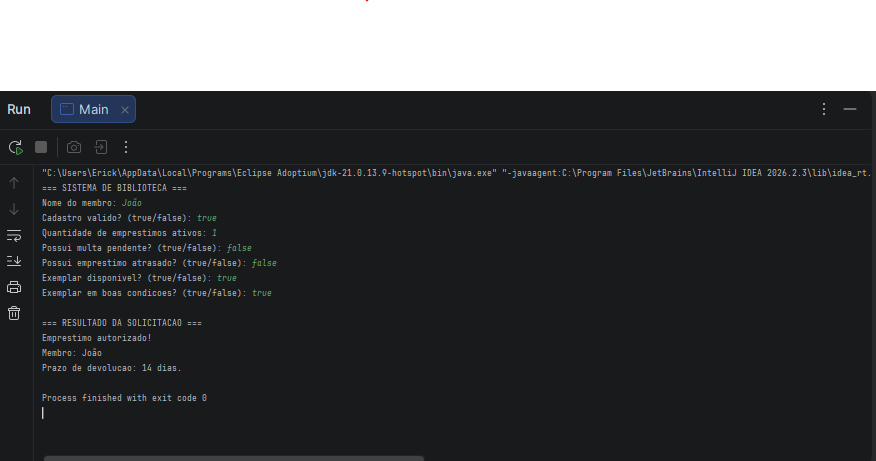 Run
Main
"C:\Users\Erick\AppData\Local\Programs\Eclipse Adoptium\jdk-21.0.13.9-hotspot\bin\java.exe" "-javaagent:C:\Program Files\JetBrains\IntelliJ IDEA 2026.2.3\lib\idea_rt.
=== SISTEMA DE BIBLIOTECA ===
Nome do membro: João
Cadastro valido? (true/false): true
Quantidade de emprestimos ativos: 1
Possui multa pendente? (true/false): false
Possui emprestimo atrasado? (true/false): false
Exemplar disponivel? (true/false): true
Exemplar em boas condicoes? (true/false): true
=== RESULTADO DA SOLICITACAO ===
Emprestimo autorizado!
Membro: João
Prazo de devolucao: 14 dias.
Process finished with exit code 0